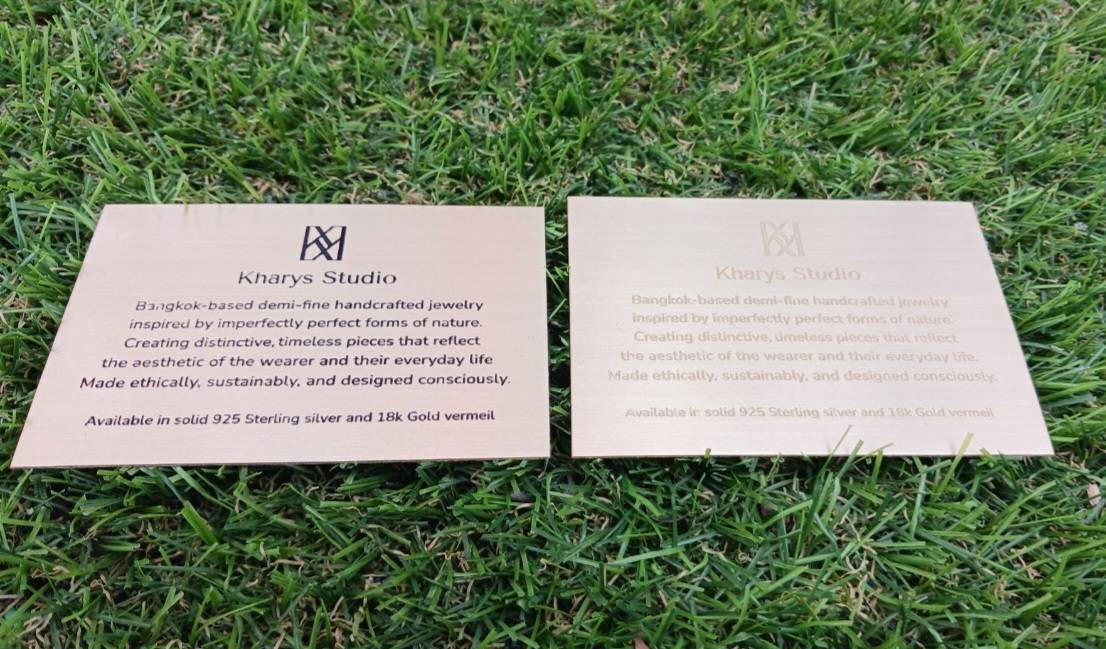 Kharys Studio
Bangkok-based demi-fine handcrafted jewelry
inspired by imperfectly perfect forms of nature.
Creating distinctive, timeless pieces that reflect
the aesthetic of the wearer and their everyday life
Made ethically, sustainably, and designed consciously.
Available in solid 925 Sterling silver and 18k Gold vermeil
Kharys Studio
Bangkok-based demi-fine handcrafted jewelry
inspired by imperfectly perfect forms of nature.
Creating distinctive, timeless pieces that reflect
the aesthetic of the wearer and their everyday life.
Made ethically, sustainably, and designed consciously.
Available in solid 925 Sterling silver and 18k Gold vermeil